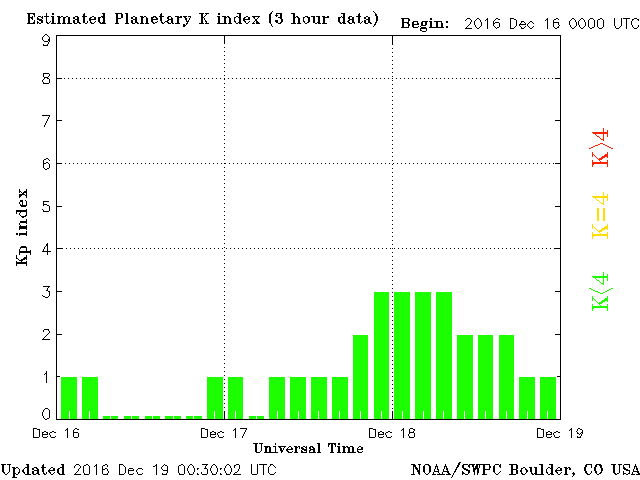 Estimated Planetary K index (3 hour data) Begin: 2016 Dec 16 0000 UTC
9
8
7
6
5
4
3
2
1
0
Kp index
K>4
K=4
K<4
Dec 16 Dec 17 Dec 18 Dec 19
Universal Time
Updated 2016 Dec 19 00:30:02 UTC NOAA/SWPC Boulder, CO USA